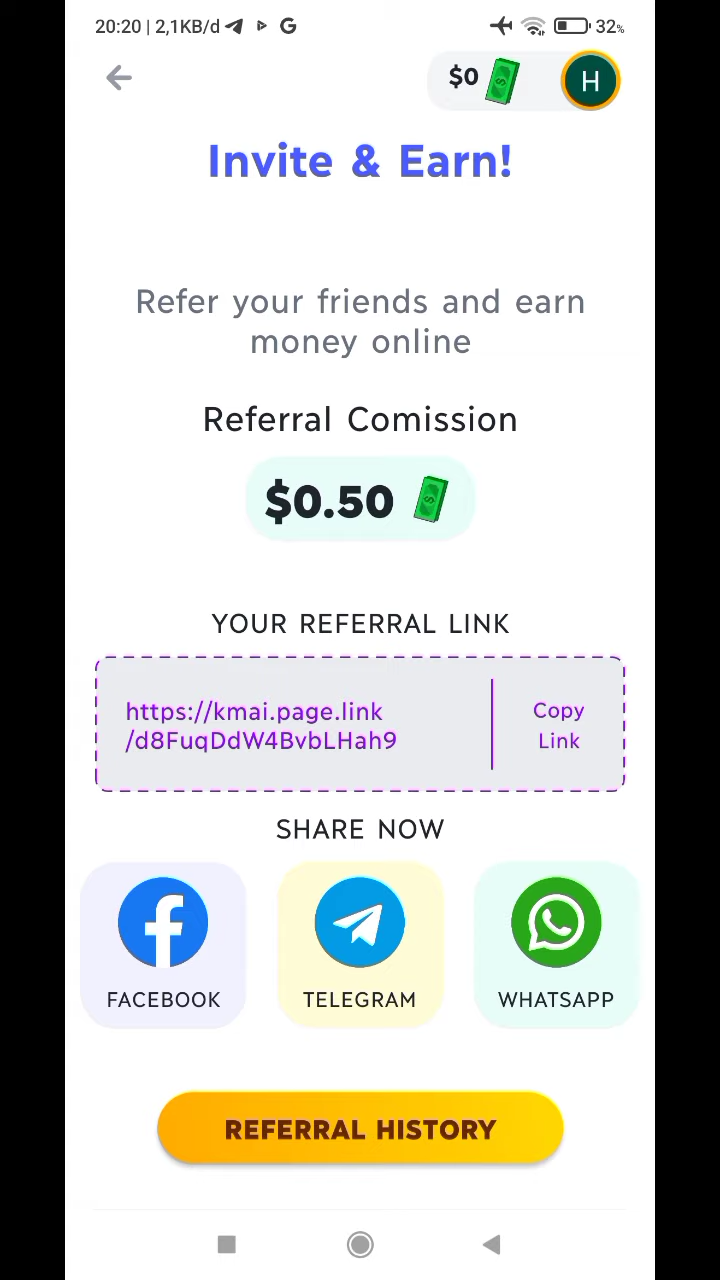 20:20 | 2,1KB/d
32%
$0
H
Invite & Earn!
Refer your friends and earn
money online
Referral Comission
$0.50
YOUR REFERRAL LINK
https://kmai.page.link
/d8FuqDdW4BvbLHah9
Copy
Link
SHARE NOW
FACEBOOK
TELEGRAM
WHATSAPP
REFERRAL HISTORY